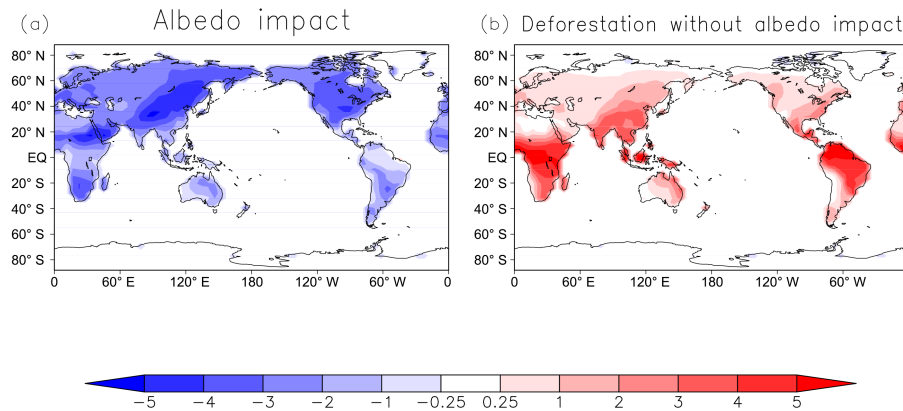 (a) Albedo impact
(b) Deforestation without albedo impact
80° N
60° N
40° N
20° N
EQ
20° S
40° S
60° S
80° S
0 60° E 120° E 180 120° W 60° W 0
80° N
60° N
40° N
20° N
EQ
20° S
40° S
60° S
80° S
0 60° E 120° E 180 120° W 60° W
−5 −4 −3 −2 −1 −0.25 0.25 1 2 3 4 5